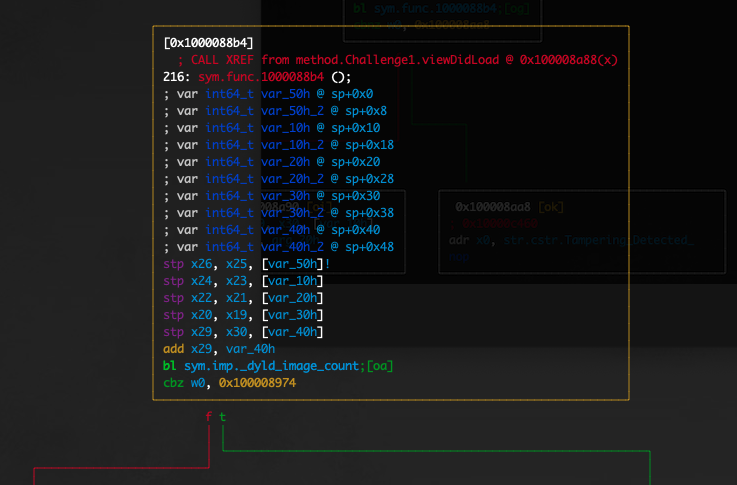 bl sym.func.1000088b4;[og]
[0x1000088b4]
; CALL XREF from method.Challenge1.viewDidLoad @ 0x100008a88(x)
216: sym.func.1000088b4 ();
; var int64_t var_50h @ sp+0x0
; var int64_t var_50h_2 @ sp+0x8
; var int64_t var_10h @ sp+0x10
; var int64_t var_10h_2 @ sp+0x18
; var int64_t var_20h @ sp+0x20
; var int64_t var_20h_2 @ sp+0x28
; var int64_t var_30h @ sp+0x30
; var int64_t var_30h_2 @ sp+0x38
; var int64_t var_40h @ sp+0x40
; var int64_t var_40h_2 @ sp+0x48
0x100008aa8 [ok]
adr x0, str.cstr.Tampering_Detected_
stp x26, x25, [var_50h]!
stp x24, x23, [var_10h]
stp x22, x21, [var_20h]
stp x20, x19, [var_30h]
stp x29, x30, [var_40h]
add x29, var_40h
bl sym.imp._dyld_image_count;[oa]
cbz w0, 0x100008974
f t